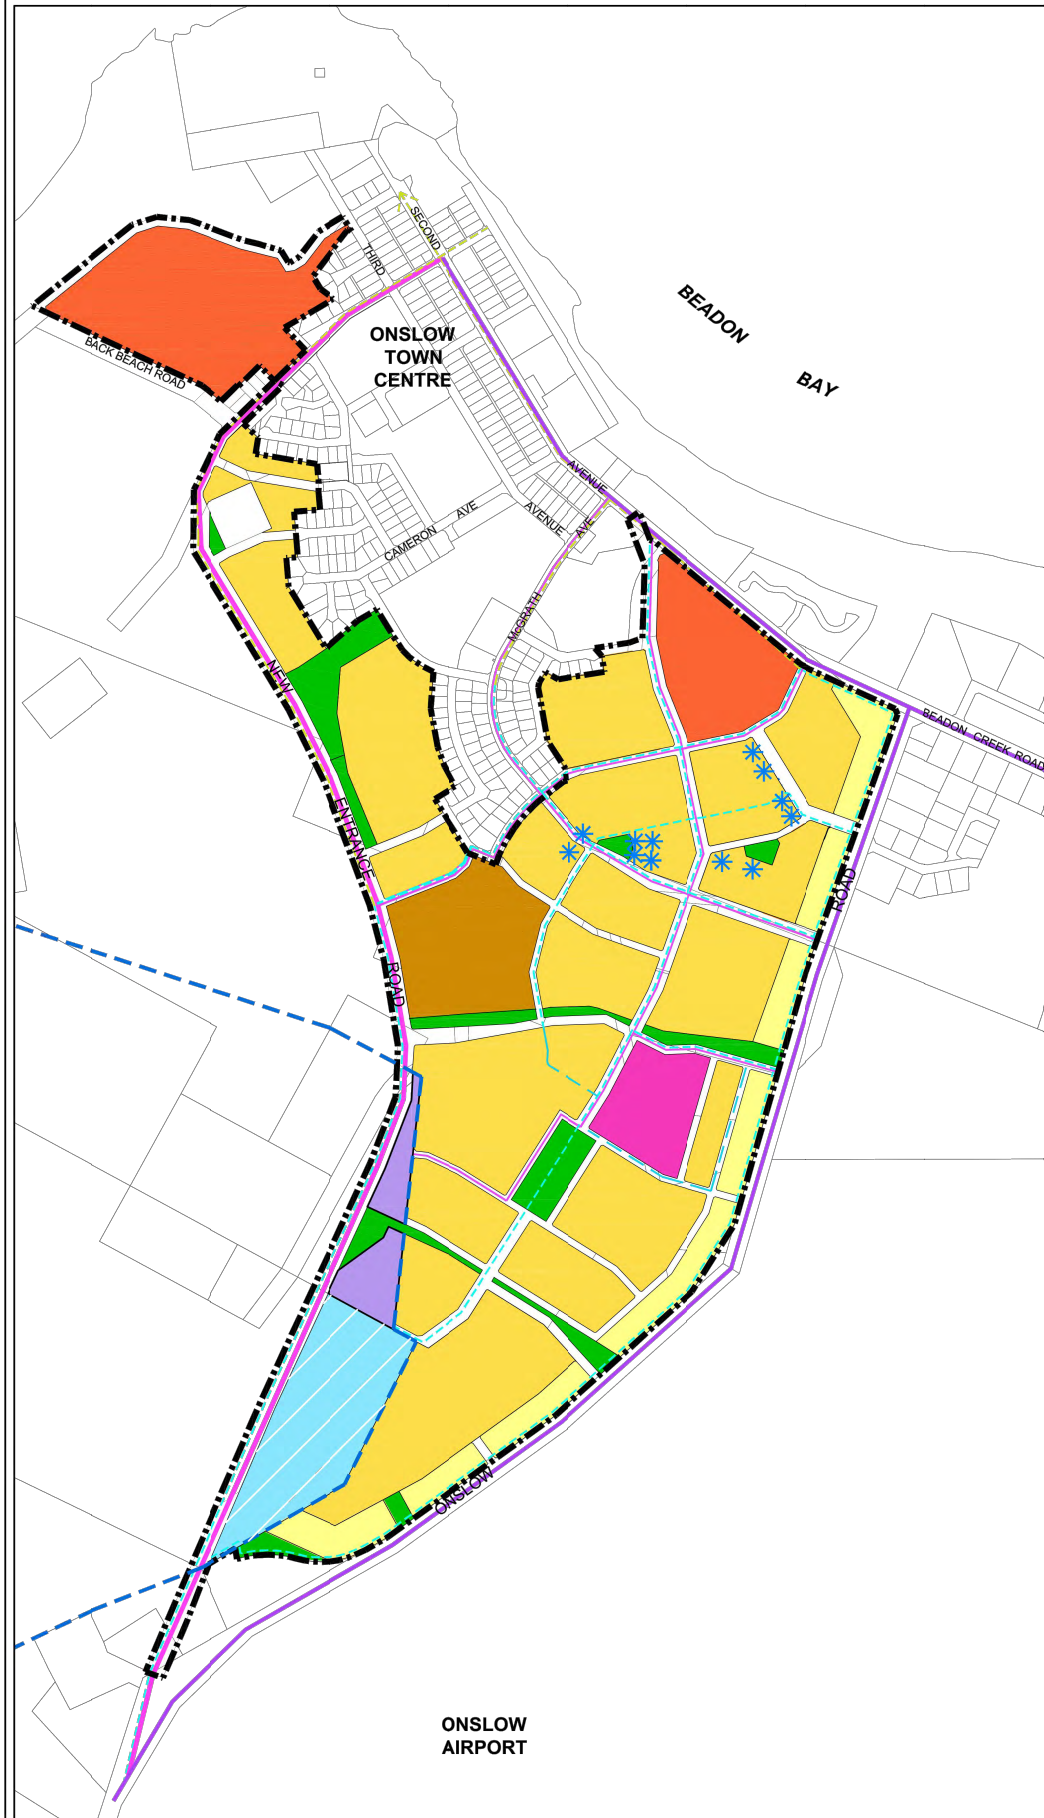 SECOND
THIRD
BEADON
BAY
ONSLOW
TOWN
CENTRE
BACK BEACH ROAD
AVENUE
AVENUE
CAMERON AVE
McGRATH AVE
NEW
ENTRANCE
ROAD
BEADON CREEK ROAD
ROAD
ONSLOW
ONSLOW
AIRPORT